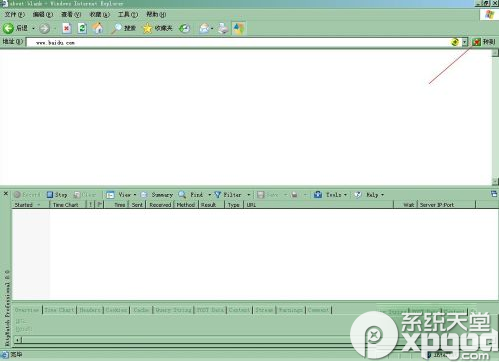 about:blank - Windows Internet Explorer
文件(F) 编辑(E) 查看(V) 收藏(A) 工具(T) 帮助(H)
后退 搜索 收藏夹
地址(D) www.baidu.com 转到
Record Stop Clear View Summary Find Filter Save Tools Help
Started Time Chart ! Time Sent Received Method Result Type URL Wait Server IP:Port
HttpWatch Professional 6.0
Overview Time Chart Headers Cookies Cache Query String POST Data Content Stream Warnings Comment
系统天堂
完毕